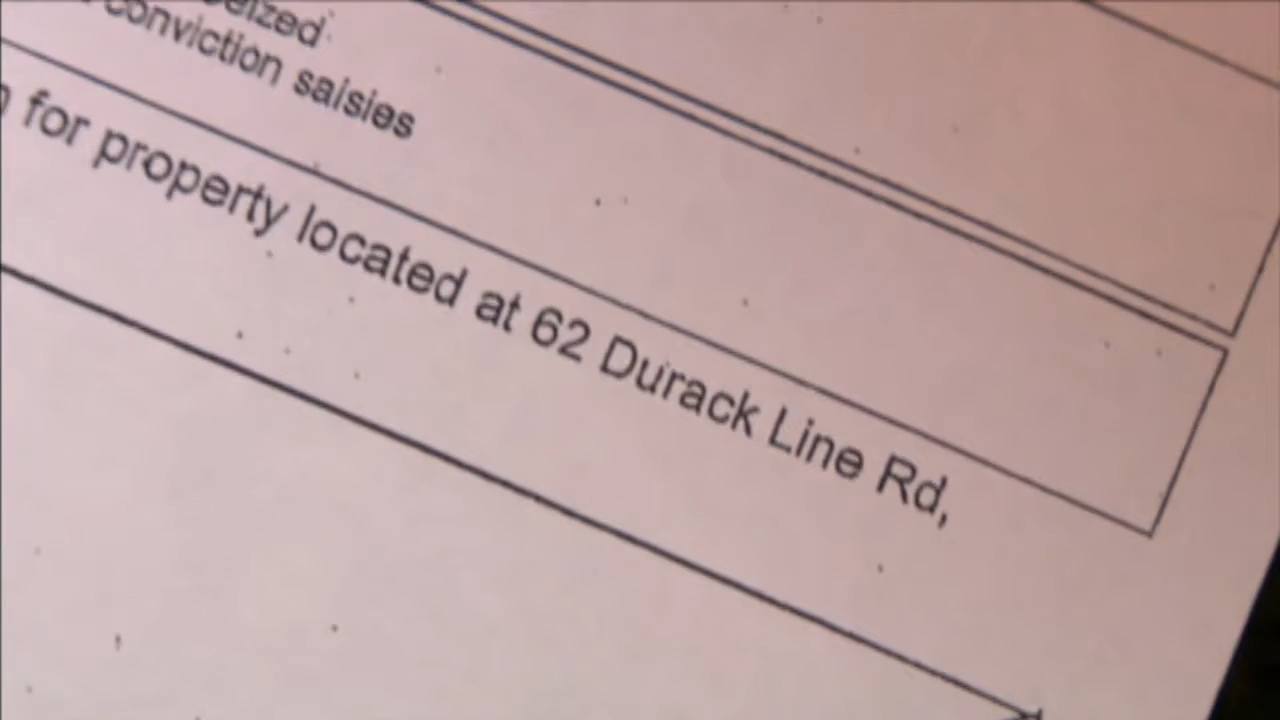 conviction saisies
for property located at 62 Durack Line Rd,